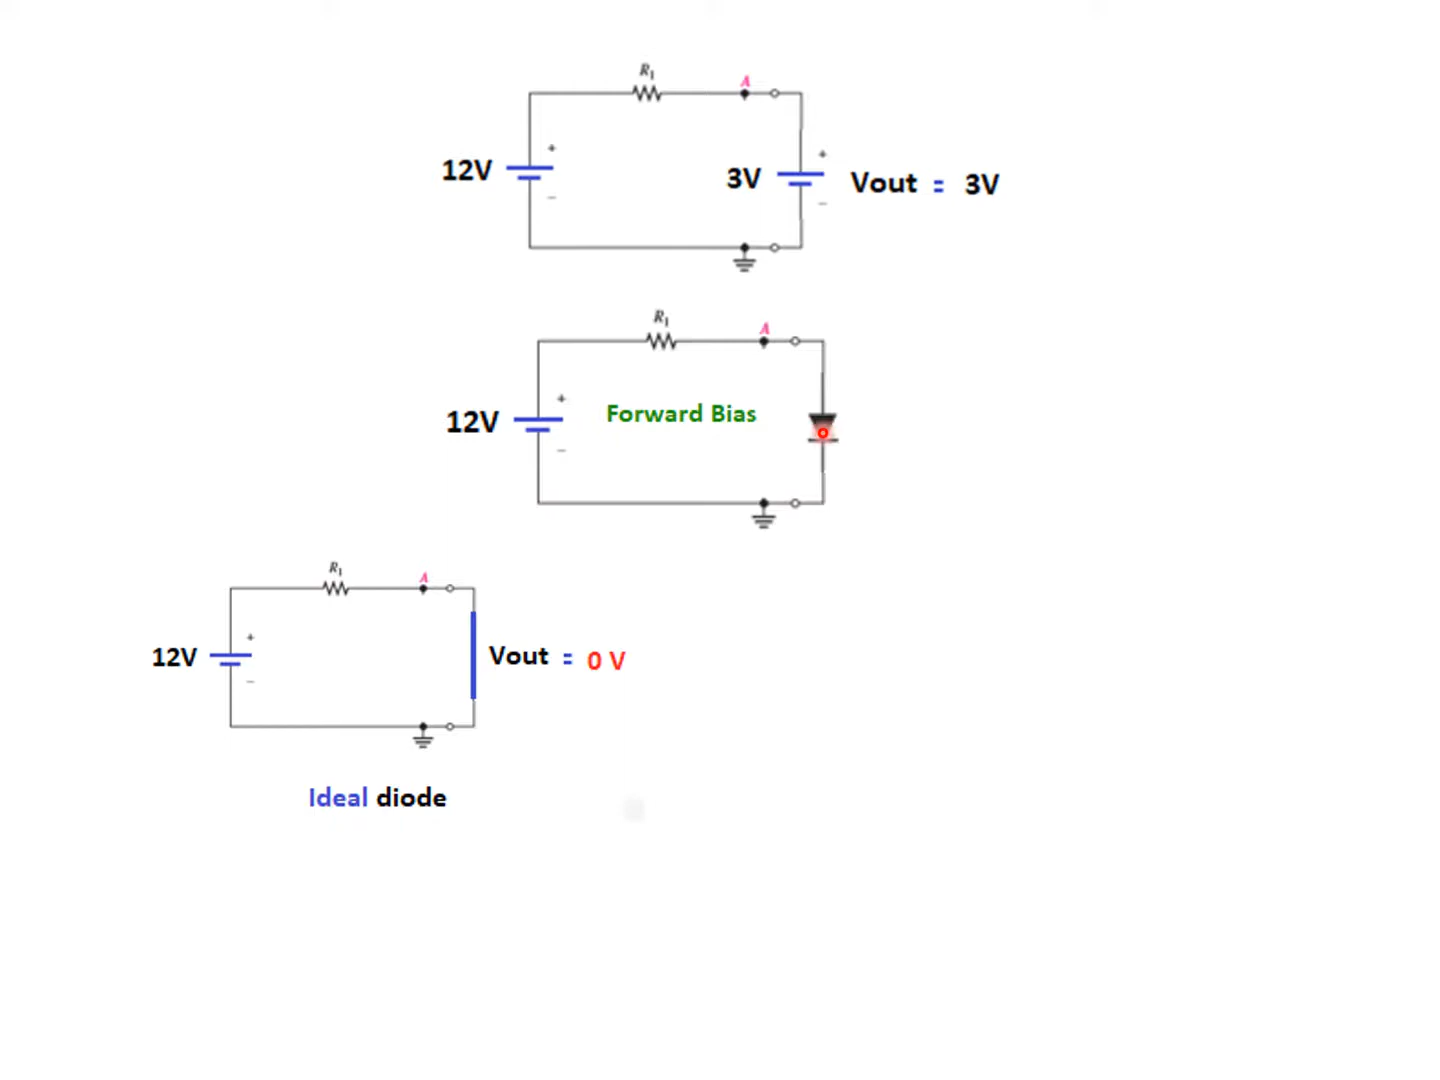 R1
A
12V
+
−
3V
+
−
Vout = 3V
R1
A
12V
+
−
Forward Bias
R1
A
12V
+
−
Vout = 0 V
Ideal diode